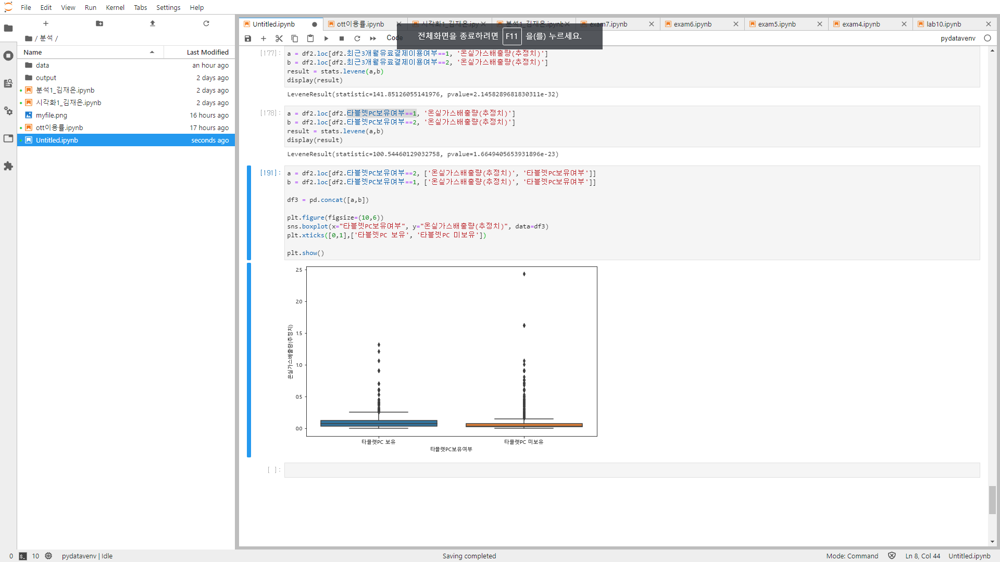 File Edit View Run Kernel Tabs Settings Help
/ 분석 /
Name Last Modified
data an hour ago
output 2 days ago
분석1_김재은.ipynb 2 days ago
시각화1_김재은.ipynb 2 days ago
myfile.png 16 hours ago
ott이용률.ipynb 17 hours ago
Untitled.ipynb seconds ago
Untitled.ipynb ott이용률.ipynb 시각화1_김재은.ipy 분석1_김재은.ipynb exam7.ipynb exam6.ipynb exam5.ipynb exam4.ipynb lab10.ipynb
Code
전체화면을 종료하려면 F11 을(를) 누르세요.
pydatavenv
[177]: a = df2.loc[df2.최근3개월유료결제이용여부==1, '온실가스배출량(추정치)']
b = df2.loc[df2.최근3개월유료결제이용여부==2, '온실가스배출량(추정치)']
result = stats.levene(a,b)
display(result)
LeveneResult(statistic=141.85126055141976, pvalue=2.1458289681830311e-32)
[178]: a = df2.loc[df2.타블렛PC보유여부==1, '온실가스배출량(추정치)']
b = df2.loc[df2.타블렛PC보유여부==2, '온실가스배출량(추정치)']
result = stats.levene(a,b)
display(result)
LeveneResult(statistic=100.54460129032758, pvalue=1.6649405653931896e-23)
[191]: a = df2.loc[df2.타블렛PC보유여부==2, ['온실가스배출량(추정치)', '타블렛PC보유여부']]
b = df2.loc[df2.타블렛PC보유여부==1, ['온실가스배출량(추정치)', '타블렛PC보유여부']]
df3 = pd.concat([a,b])
plt.figure(figsize=(10,6))
sns.boxplot(x="타블렛PC보유여부", y="온실가스배출량(추정치)", data=df3)
plt.xticks([0,1],['타블렛PC 보유', '타블렛PC 미보유'])
plt.show()
2.5
2.0
1.5
1.0
0.5
0.0
온실가스배출량(추정치)
타블렛PC 보유 타블렛PC 미보유
타블렛PC보유여부
[ ]:
0 10 pydatavenv | Idle Saving completed Mode: Command Ln 8, Col 44 Untitled.ipynb